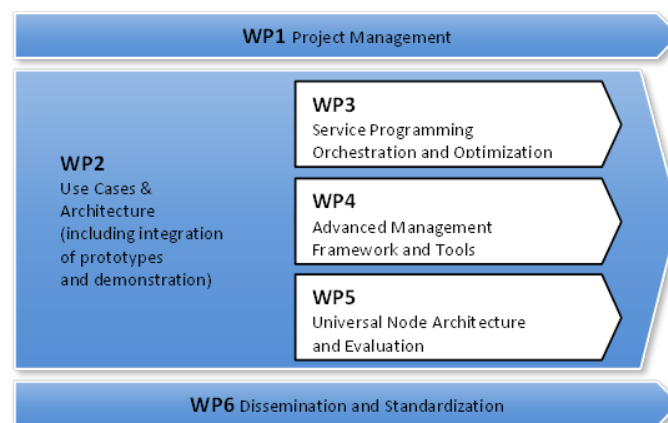 WP1 Project Management
WP2
Use Cases &
Architecture
(including integration
of prototypes
and demonstration)
WP3
Service Programming
Orchestration and Optimization
WP4
Advanced Management
Framework and Tools
WP5
Universal Node Architecture
and Evaluation
WP6 Dissemination and Standardization